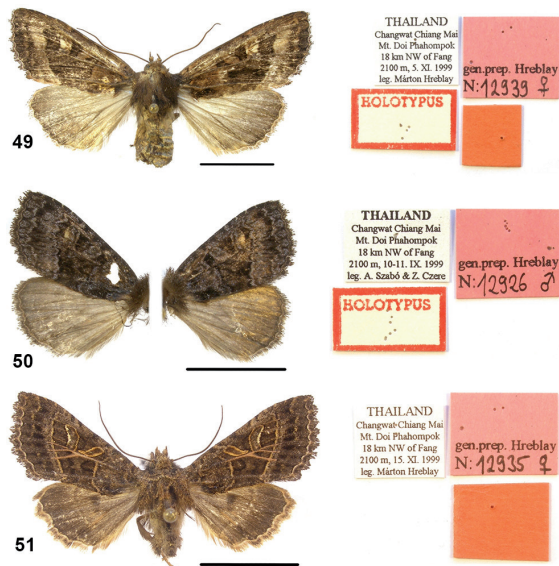 49
THAILAND
Changwat Chiang Mai
Mt. Doi Phahompok
18 km NW of Fang
2100 m, 5. XI. 1999
leg. Márton Hreblay
gen.prep. Hreblay
N: 12939 ♀
HOLOTYPUS
50
THAILAND
Changwat Chiang Mai
Mt. Doi Phahompok
18 km NW of Fang
2100 m, 10-11. IX. 1999
leg. A. Szabó & Z. Czere
gen.prep. Hreblay
N: 12926 ♂
HOLOTYPUS
51
THAILAND
Changwat Chiang Mai
Mt. Doi Phahompok
18 km NW of Fang
2100 m, 15. XI. 1999
leg. Márton Hreblay
gen.prep. Hreblay
N: 12935 ♀